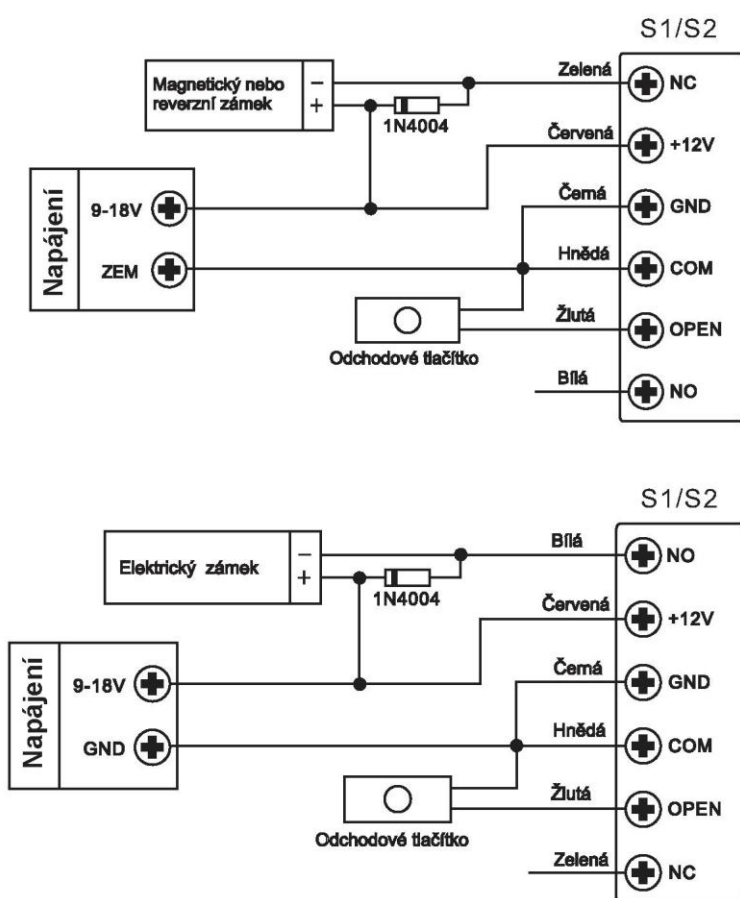 S1/S2
Magnetický nebo
reverzní zámek
−
+
1N4004
Zelená
NC
Červená
+12V
Napájení
9-18V
ZEM
Černá
GND
Hnědá
COM
Žlutá
OPEN
Odchodové tlačítko
Bílá
NO
S1/S2
Elektrický zámek
−
+
1N4004
Bílá
NO
Červená
+12V
Napájení
9-18V
GND
Černá
GND
Hnědá
COM
Žlutá
OPEN
Odchodové tlačítko
Zelená
NC